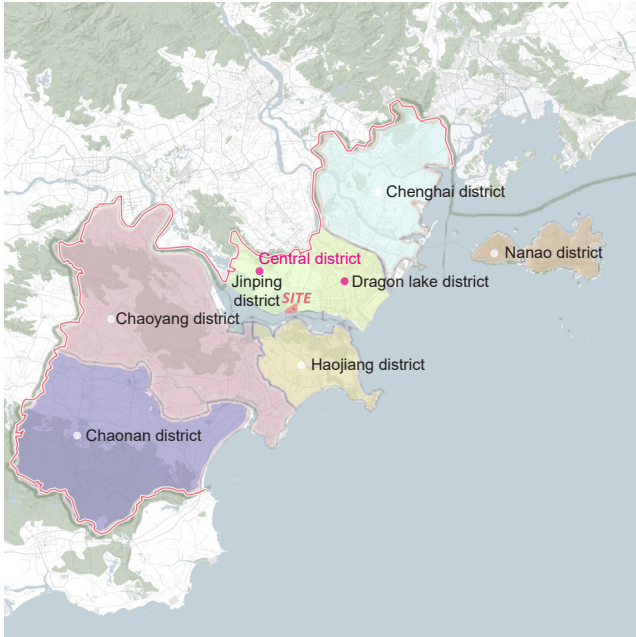 Chenghai district
Nanao district
Central district
Jinping
district
Dragon lake district
SITE
Chaoyang district
Haojiang district
Chaonan district